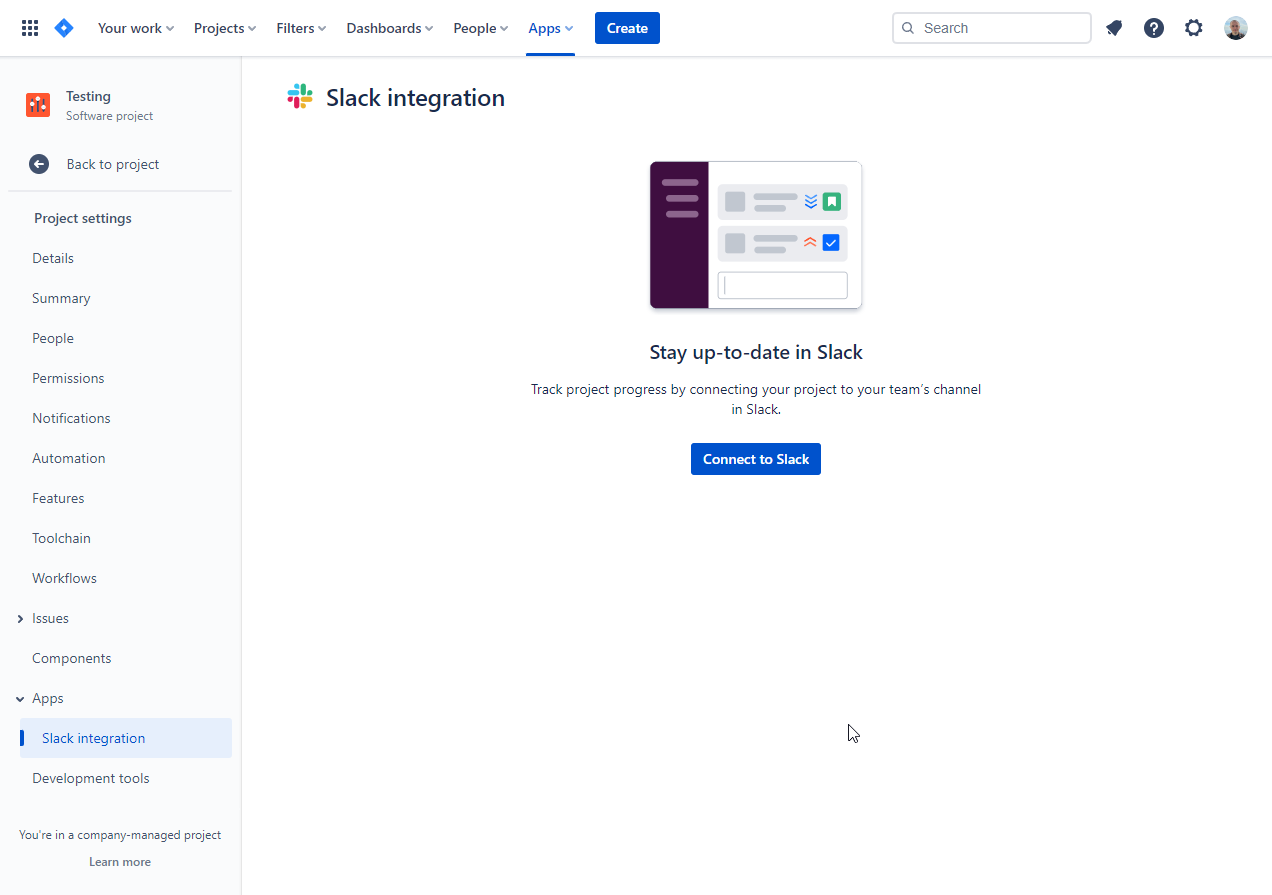 Your work Projects Filters Dashboards People Apps Create Search
Testing
Software project
Back to project
Project settings
Details
Summary
People
Permissions
Notifications
Automation
Features
Toolchain
Workflows
Issues
Components
Apps
Slack integration
Development tools
You're in a company-managed project
Learn more
Slack integration
Stay up-to-date in Slack
Track project progress by connecting your project to your team's channel
in Slack.
Connect to Slack